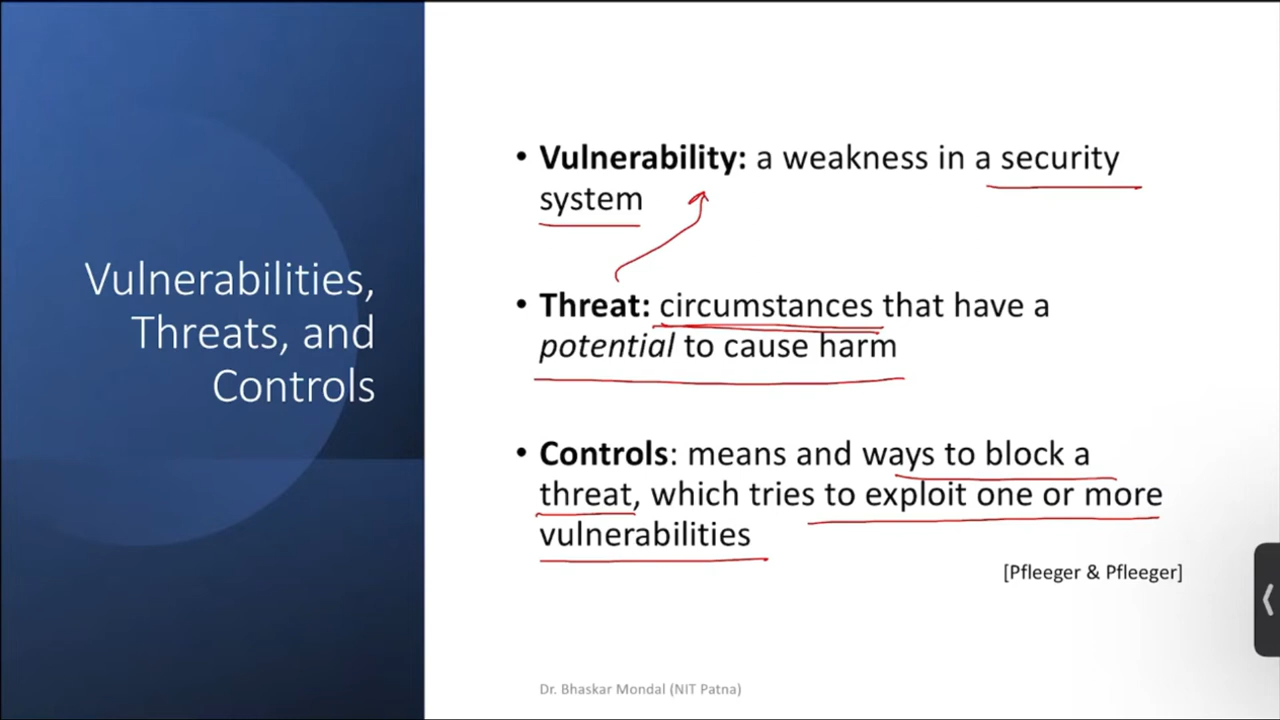 Vulnerabilities,
Threats, and
Controls
• Vulnerability: a weakness in a security
system
• Threat: circumstances that have a
potential to cause harm
• Controls: means and ways to block a
threat, which tries to exploit one or more
vulnerabilities
[Pfleeger & Pfleeger]
Dr. Bhaskar Mondal (NIT Patna)